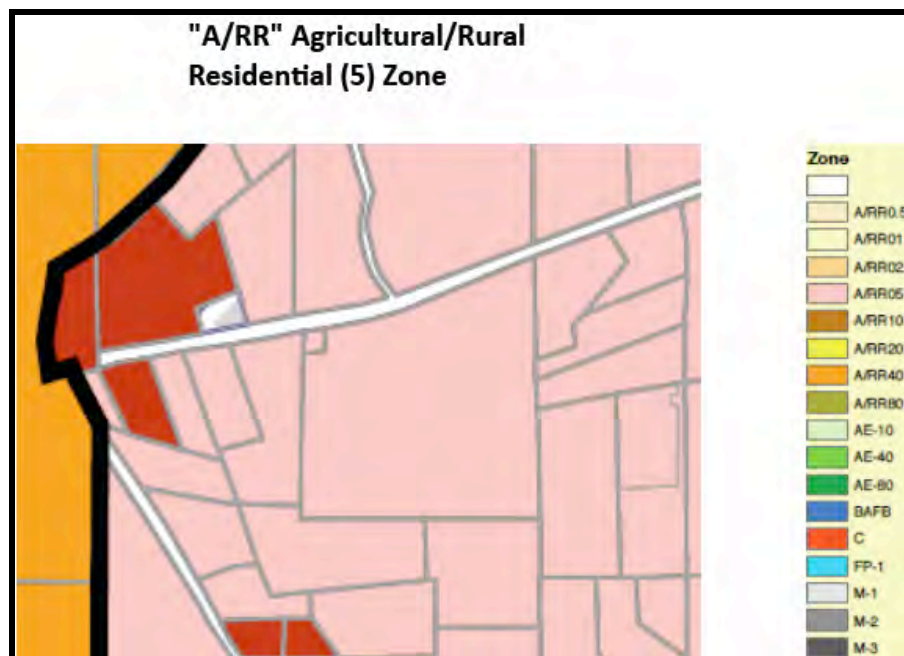 "A/RR" Agricultural/Rural
Residential (5) Zone
Zone
A/RR0.5
A/RR01
A/RR02
A/RR05
A/RR10
A/RR20
A/RR40
A/RR80
AE-10
AE-40
AE-80
BAFB
C
FP-1
M-1
M-2
M-3